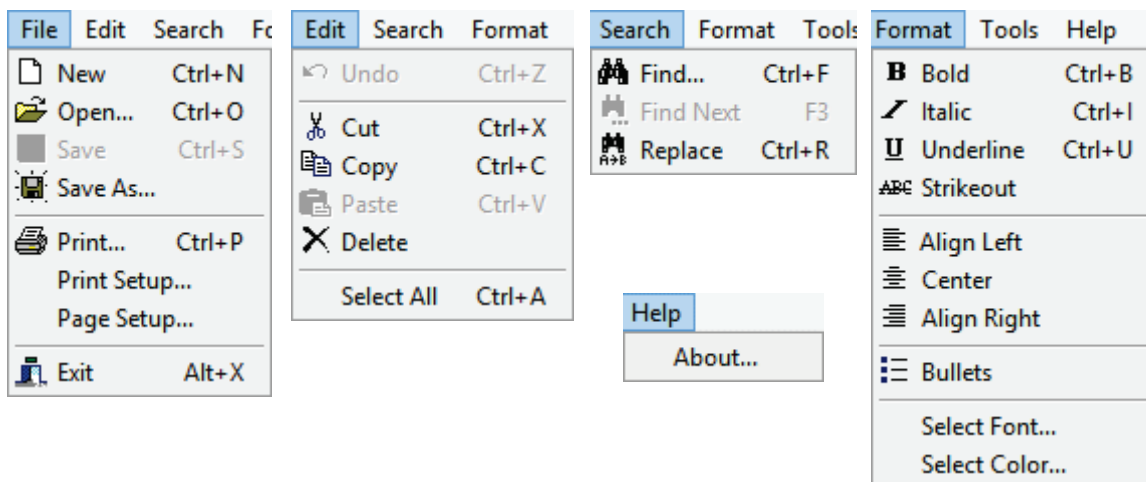 File Edit Search Fo
New Ctrl+N
Open... Ctrl+O
Save Ctrl+S
Save As...
Print... Ctrl+P
Print Setup...
Page Setup...
Exit Alt+X
Edit Search Format
Undo Ctrl+Z
Cut Ctrl+X
Copy Ctrl+C
Paste Ctrl+V
Delete
Select All Ctrl+A
Search Format Tools
Find... Ctrl+F
Find Next F3
A→B Replace Ctrl+R
Help
About...
Format Tools Help
B Bold Ctrl+B
I Italic Ctrl+I
U Underline Ctrl+U
ABC Strikeout
Align Left
Center
Align Right
Bullets
Select Font...
Select Color...